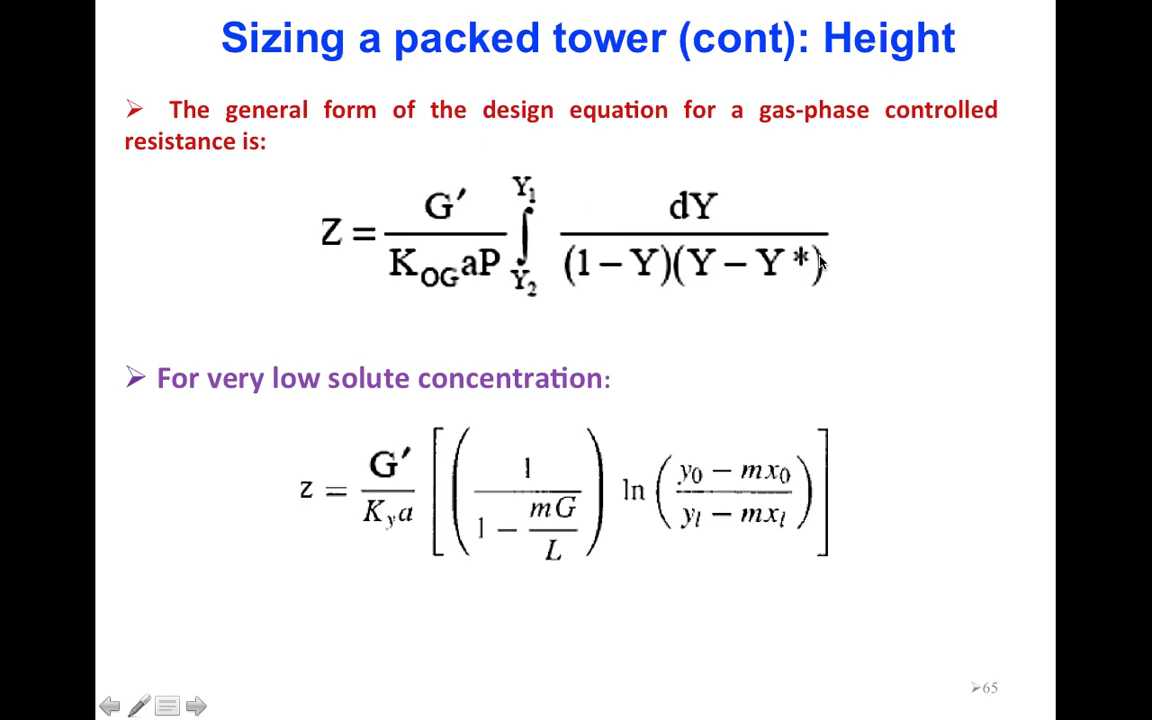 Sizing a packed tower (cont): Height
➢ The general form of the design equation for a gas-phase controlled
resistance is:
Z = G′ / (K_OG aP) ∫_{Y₂}^{Y₁} dY / ((1 – Y)(Y – Y*))
➢ For very low solute concentration:
z = G′ / (K_y a) [ ( 1 / (1 – mG / L) ) ln ( (y₀ – mx₀) / (y_l – mx_l) ) ]
➢65